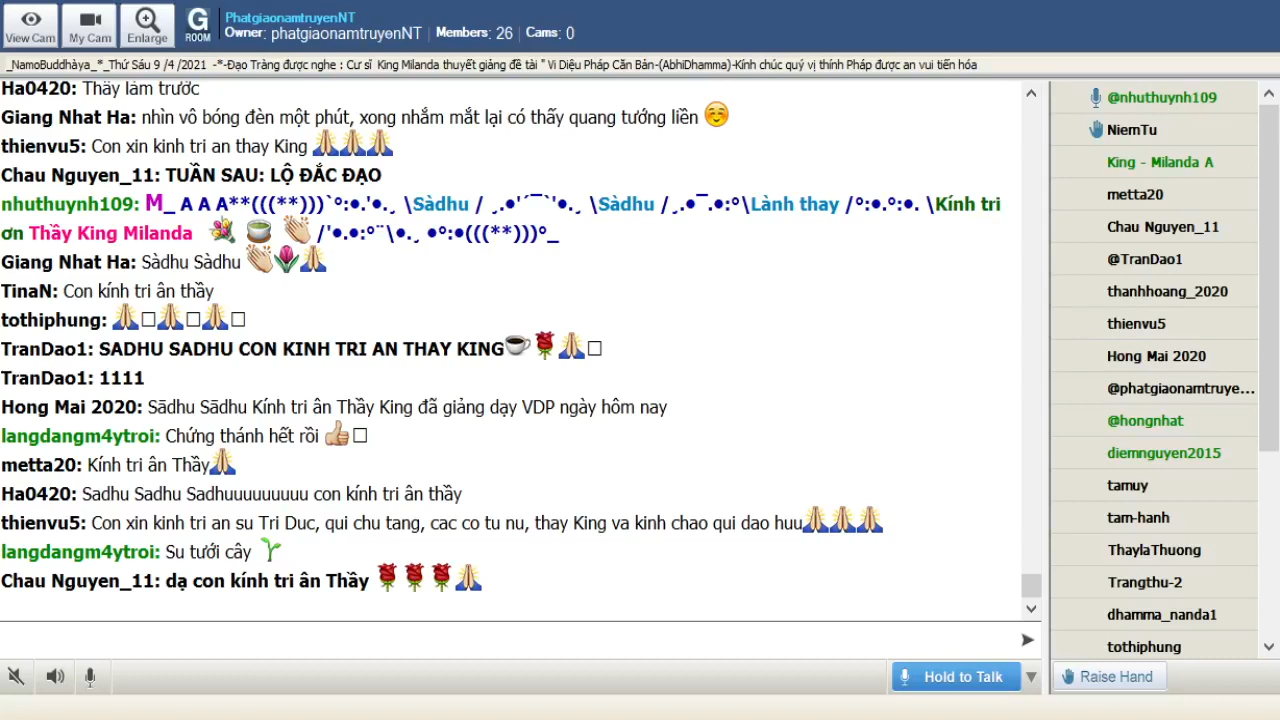 View Cam
My Cam
Enlarge
G
ROOM
PhatgiaonamtruyenNT
Owner: phatgiaonamtruyenNT | Members: 26 | Cams: 0
_NamoBuddhàya_*_Thứ Sáu 9 /4 /2021 -*-Đạo Tràng được nghe : Cư sĩ King Milanda thuyết giảng đề tài " Vi Diệu Pháp Căn Bản-(AbhiDhamma)-Kính chúc quý vị thính Pháp được an vui tiến hóa
Ha0420: Thầy làm trước
Giang Nhat Ha: nhìn vô bóng đèn một phút, xong nhắm mắt lại có thấy quang tướng liền ☺️
thienvu5: Con xin kinh tri an thay King 🙏🙏🙏
Chau Nguyen_11: TUẦN SAU: LỘ ĐẮC ĐẠO
nhuthuynh109: M_ A A A**(((**)))`°:•.'•.¸ \Sàdhu / ¸.•'´¯`'•.¸ \Sàdhu /¸.•¯.•:°\Lành thay /°:•.°:•. \Kính tri
ơn Thầy King Milanda 💐 🍵 👏 /'•.•:°¨\•.¸ •°:•(((**)))°_
Giang Nhat Ha: Sàdhu Sàdhu 👏🌷🙏
TinaN: Con kính tri ân thầy
tothiphung: 🙏□🙏□🙏□
TranDao1: SADHU SADHU CON KINH TRI AN THAY KING☕🌹🙏□
TranDao1: 1111
Hong Mai 2020: Sādhu Sādhu Kính tri ân Thầy King đã giảng dạy VDP ngày hôm nay
langdangm4ytroi: Chứng thánh hết rồi 👍□
metta20: Kính tri ân Thầy🙏
Ha0420: Sadhu Sadhu Sadhuuuuuuuuu con kính tri ân thầy
thienvu5: Con xin kinh tri an su Tri Duc, qui chu tang, cac co tu nu, thay King va kinh chao qui dao huu🙏🙏🙏
langdangm4ytroi: Su tưới cây 🌱
Chau Nguyen_11: dạ con kính tri ân Thầy 🌹🌹🌹🙏
@nhuthuynh109
NiemTu
King - Milanda A
metta20
Chau Nguyen_11
@TranDao1
thanhhoang_2020
thienvu5
Hong Mai 2020
@phatgiaonamtruye...
@hongnhat
diemnguyen2015
tamuy
tam-hanh
ThaylaThuong
Trangthu-2
dhamma_nanda1
tothiphung
Hold to Talk
Raise Hand